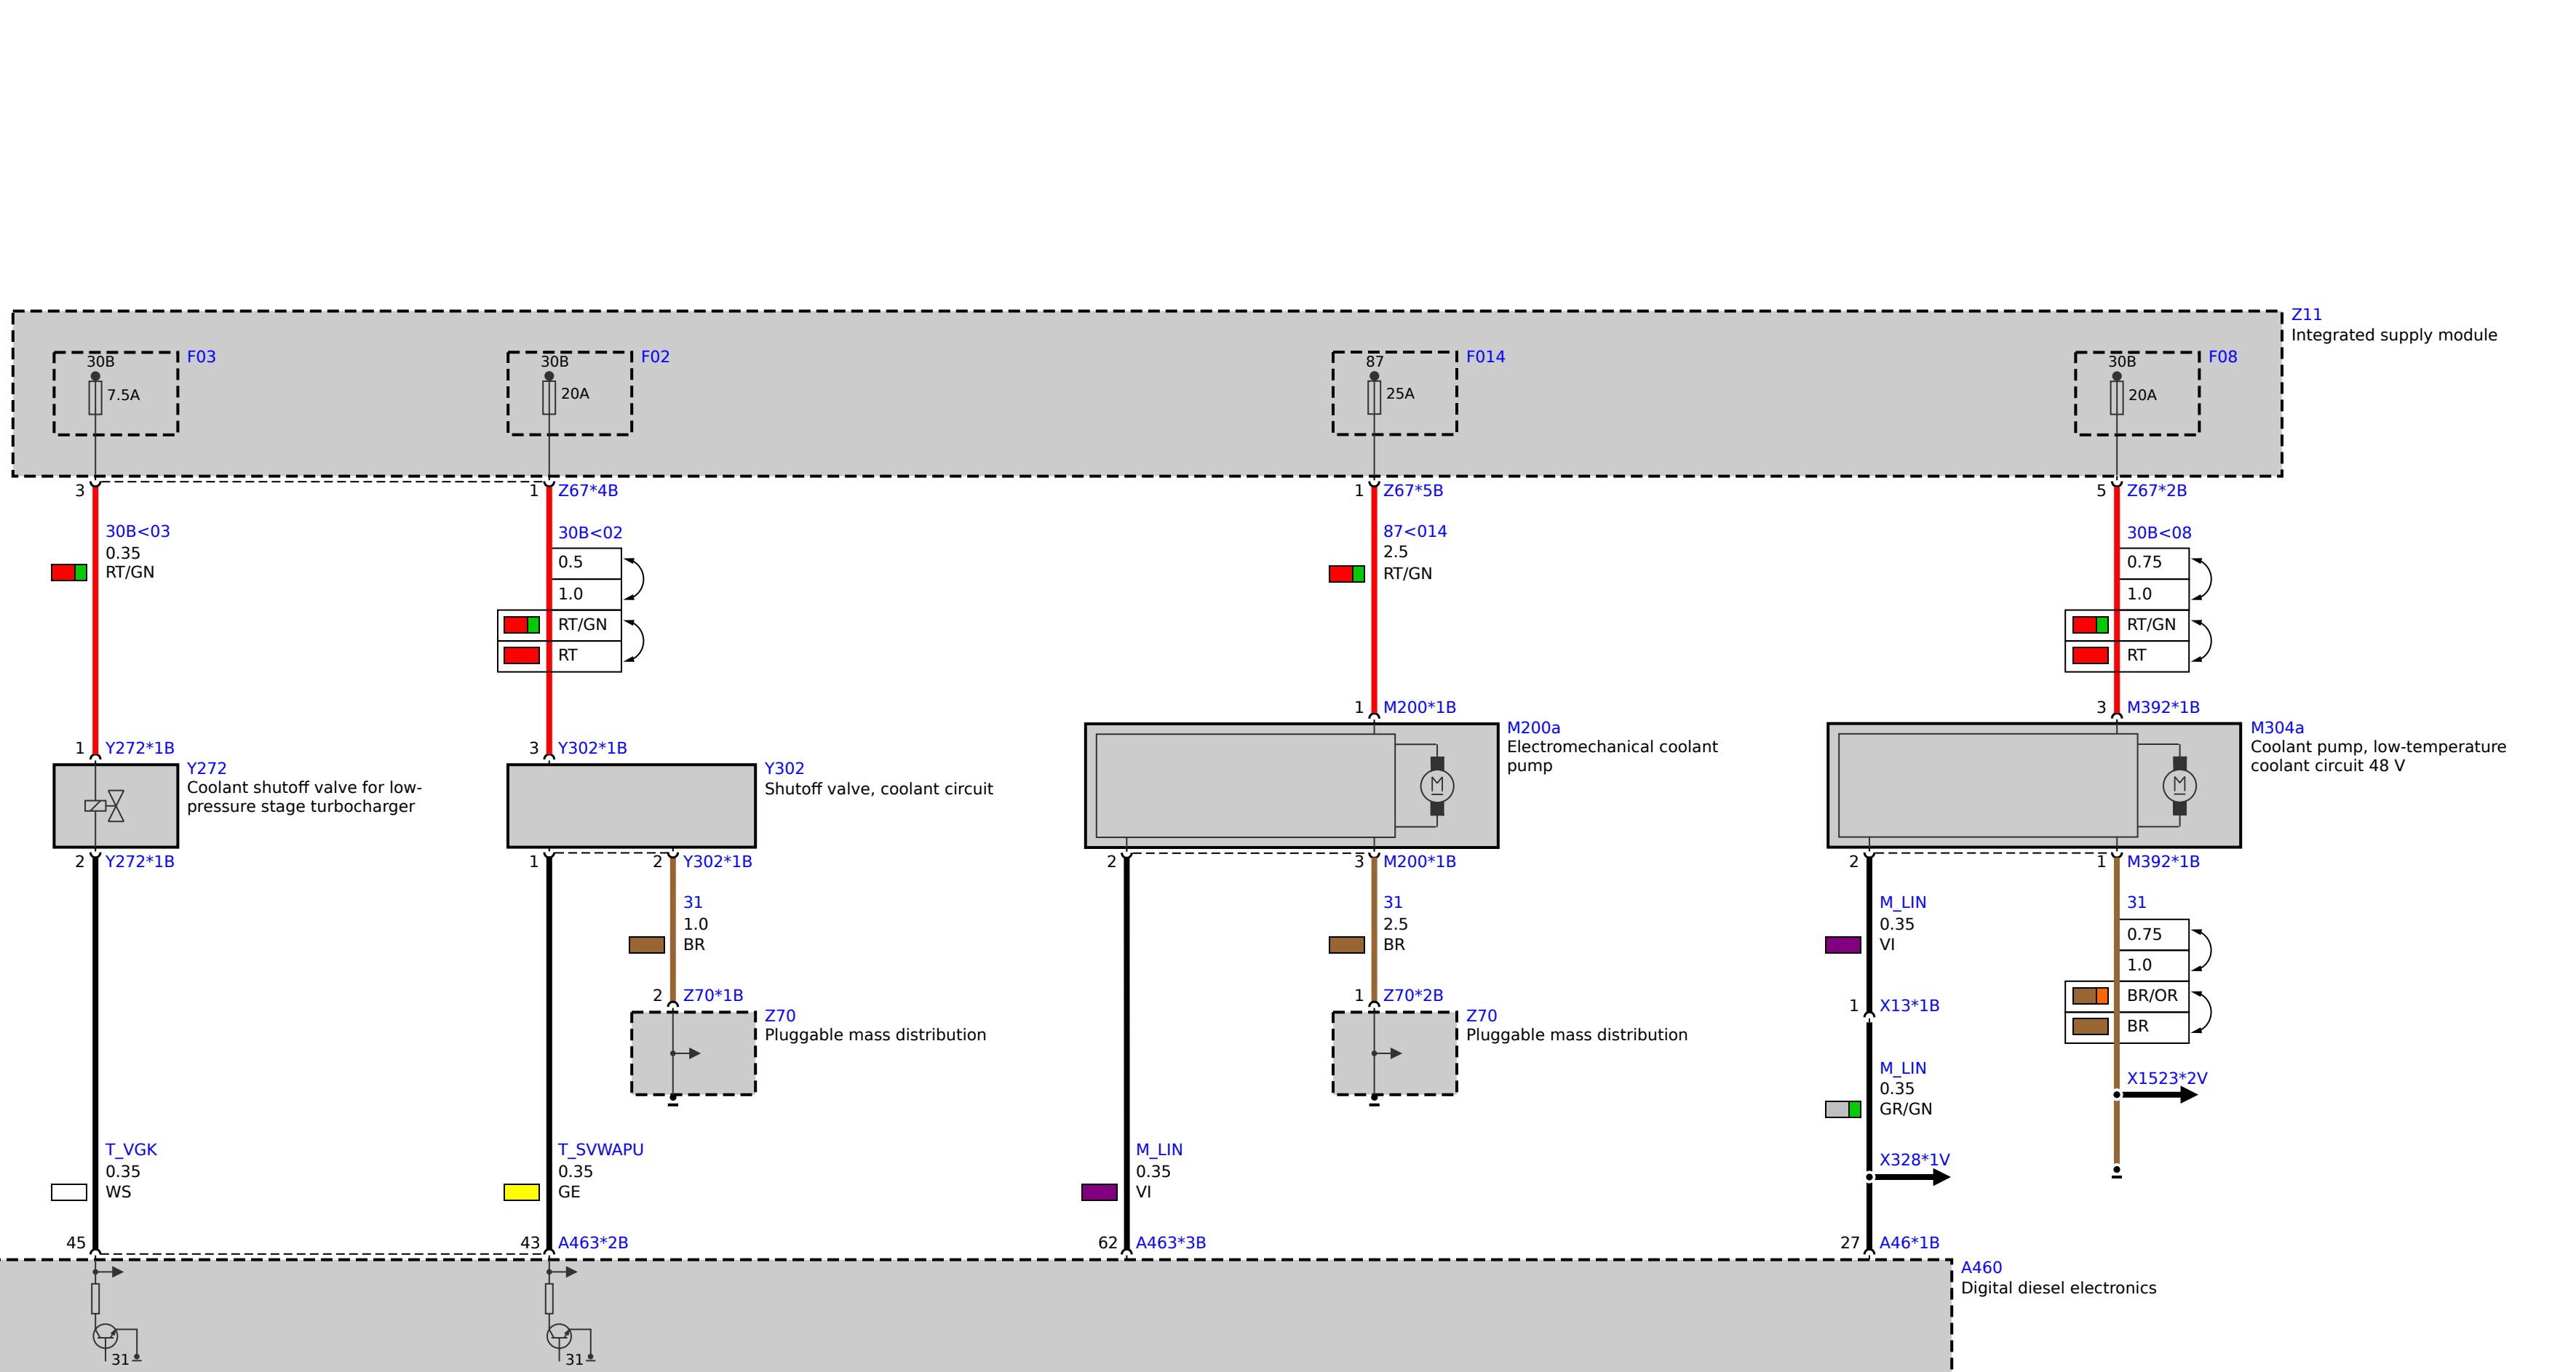 Z11
Integrated supply module
30B
F03
7.5A
30B
F02
20A
87
F014
25A
30B
F08
20A
3
1 Z67*4B
1 Z67*5B
5 Z67*2B
30B<03
0.35
RT/GN
30B<02
0.5
1.0
RT/GN
RT
87<014
2.5
RT/GN
30B<08
0.75
1.0
RT/GN
RT
1 Y272*1B
3 Y302*1B
1 M200*1B
3 M392*1B
Y272
Coolant shutoff valve for low-
pressure stage turbocharger
Y302
Shutoff valve, coolant circuit
M200a
Electromechanical coolant
pump
M
M304a
Coolant pump, low-temperature
coolant circuit 48 V
M
2 Y272*1B
1
2 Y302*1B
2
3 M200*1B
2
1 M392*1B
31
1.0
BR
31
2.5
BR
M_LIN
0.35
VI
31
0.75
1.0
BR/OR
BR
2 Z70*1B
1 Z70*2B
1 X13*1B
Z70
Pluggable mass distribution
Z70
Pluggable mass distribution
M_LIN
0.35
GR/GN
X1523*2V
X328*1V
T_VGK
0.35
WS
T_SVWAPU
0.35
GE
M_LIN
0.35
VI
45
43 A463*2B
62 A463*3B
27 A46*1B
A460
Digital diesel electronics
31
31